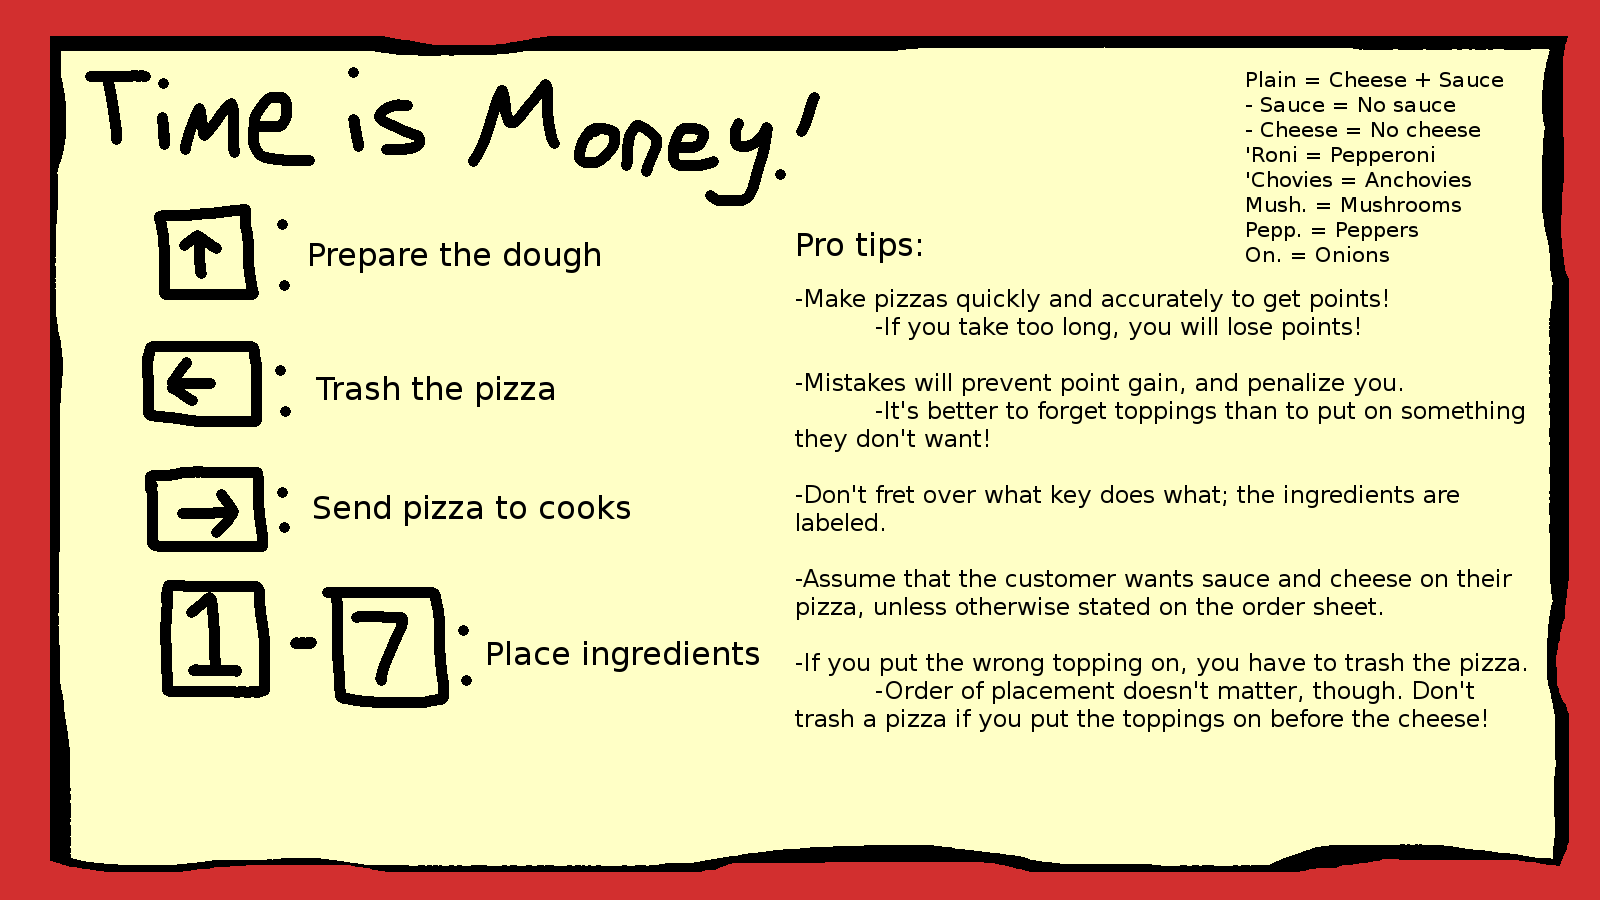 Time is Money!
↑ : Prepare the dough
← : Trash the pizza
→ : Send pizza to cooks
1 - 7 : Place ingredients
Plain = Cheese + Sauce
- Sauce = No sauce
- Cheese = No cheese
'Roni = Pepperoni
'Chovies = Anchovies
Mush. = Mushrooms
Pepp. = Peppers
On. = Onions
Pro tips:
-Make pizzas quickly and accurately to get points!
-If you take too long, you will lose points!
-Mistakes will prevent point gain, and penalize you.
-It's better to forget toppings than to put on something
they don't want!
-Don't fret over what key does what; the ingredients are
labeled.
-Assume that the customer wants sauce and cheese on their
pizza, unless otherwise stated on the order sheet.
-If you put the wrong topping on, you have to trash the pizza.
-Order of placement doesn't matter, though. Don't
trash a pizza if you put the toppings on before the cheese!